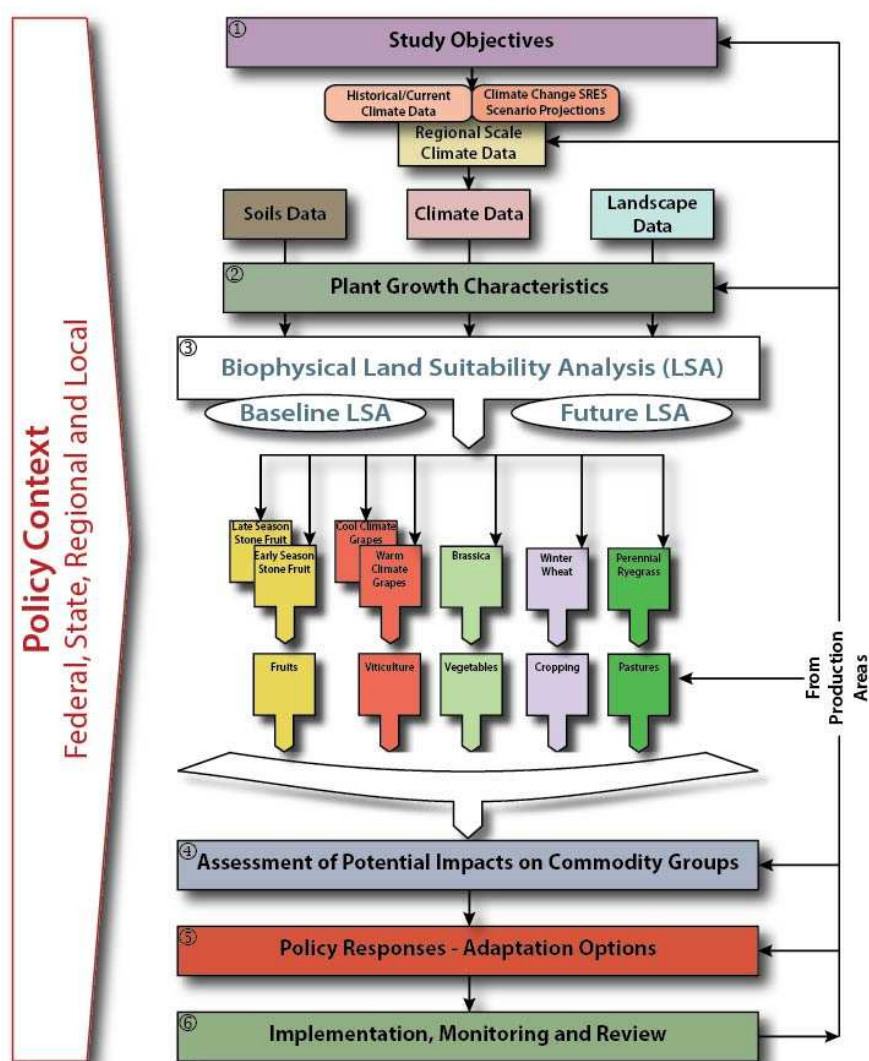 Policy Context
Federal, State, Regional and Local
①
Study Objectives
Historical/Current
Climate Data
Climate Change SRES
Scenario Projections
Regional Scale
Climate Data
Soils Data
Climate Data
Landscape
Data
②
Plant Growth Characteristics
③
Biophysical Land Suitability Analysis (LSA)
Baseline LSA
Future LSA
Late Season
Stone Fruit
Early Season
Stone Fruit
Cool Climate
Grapes
Warm
Climate
Grapes
Brassica
Winter
Wheat
Perennial
Ryegrass
Fruits
Viticulture
Vegetables
Cropping
Pastures
From
Production
Areas
④
Assessment of Potential Impacts on Commodity Groups
⑤
Policy Responses - Adaptation Options
⑥
Implementation, Monitoring and Review